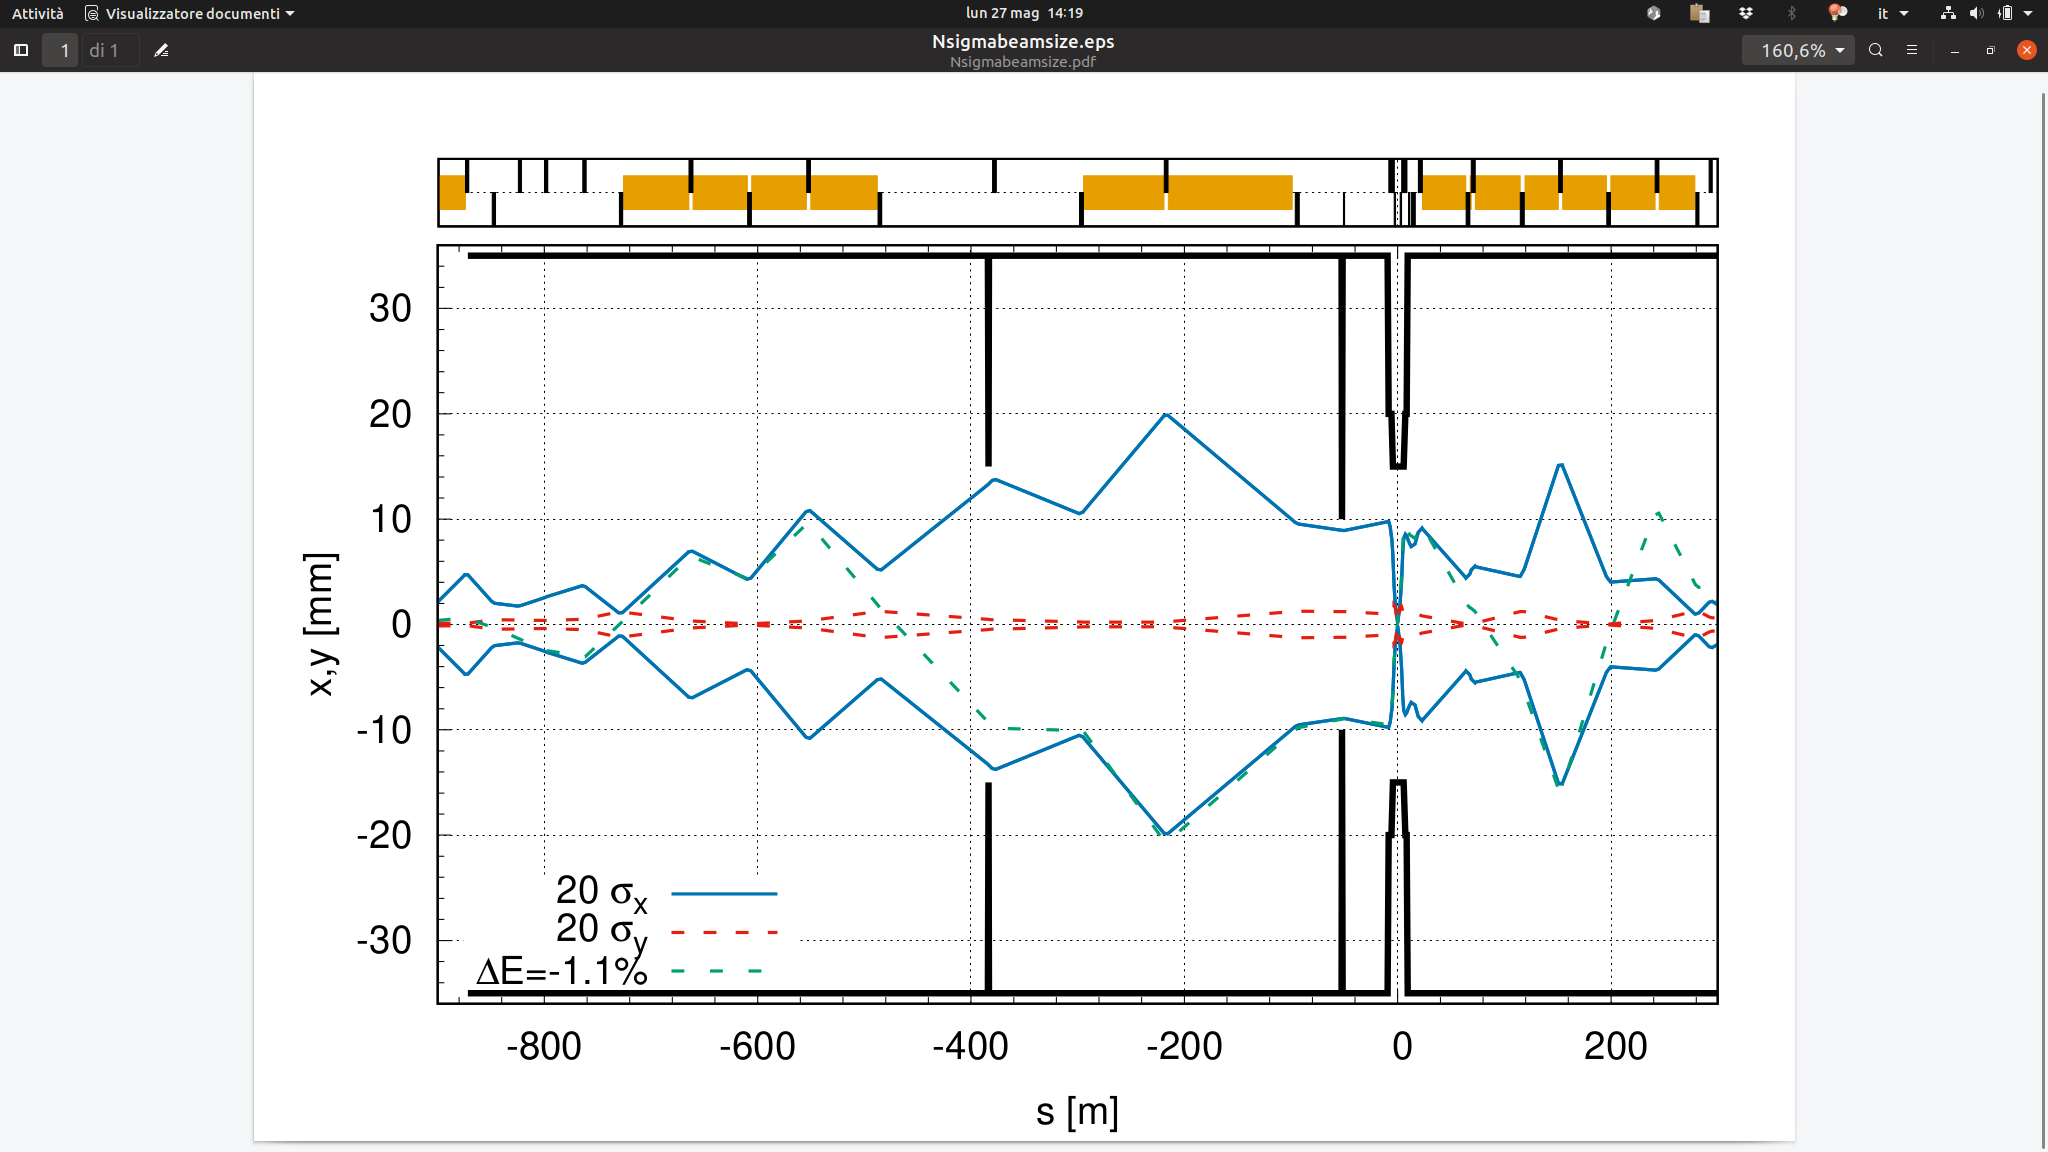 Attività Visualizzatore documenti lun 27 mag 14:19 it
1 di 1 Nsigmabeamsize.eps 160,6%
Nsigmabeamsize.pdf
30
20
10
0
-10
-20
-30
x,y [mm]
20 σx
20 σy
ΔE=-1.1%
-800 -600 -400 -200 0 200
s [m]